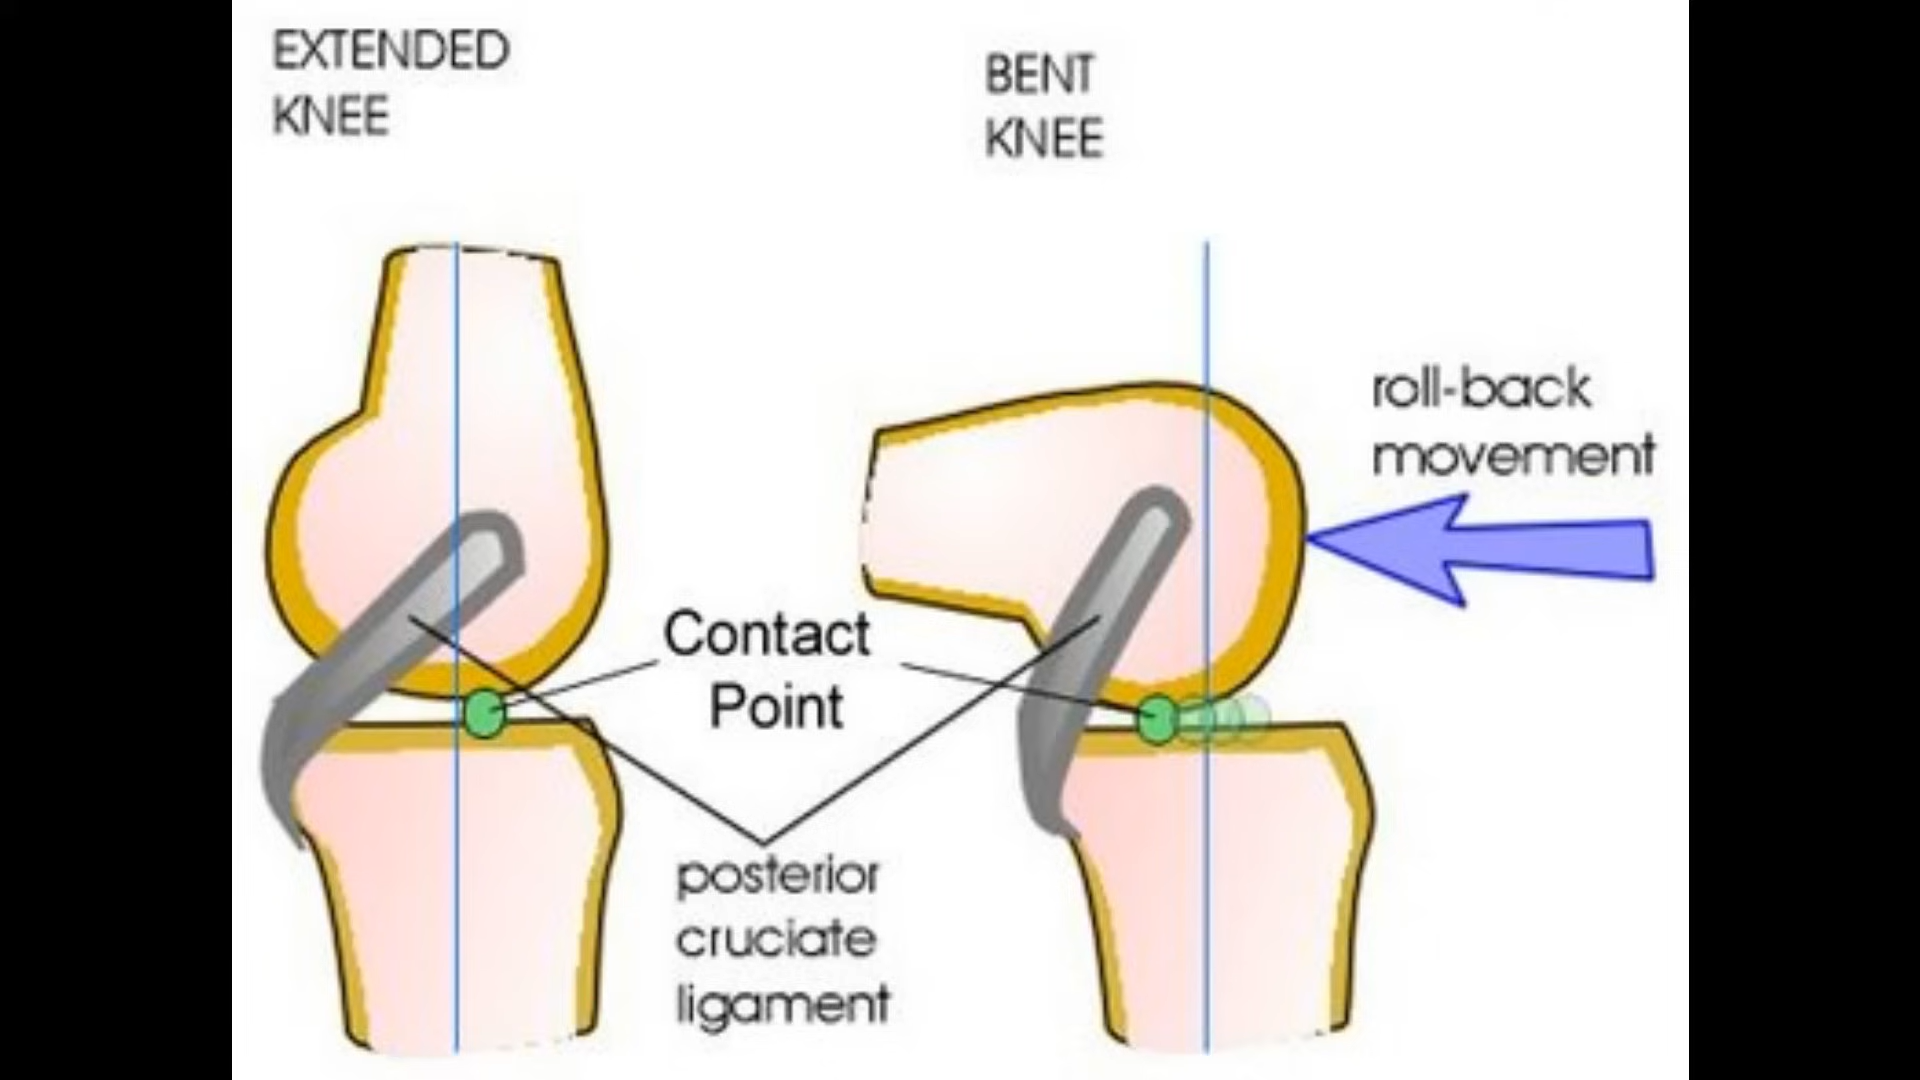 EXTENDED
KNEE
BENT
KNEE
roll-back
movement
Contact
Point
posterior
cruciate
ligament